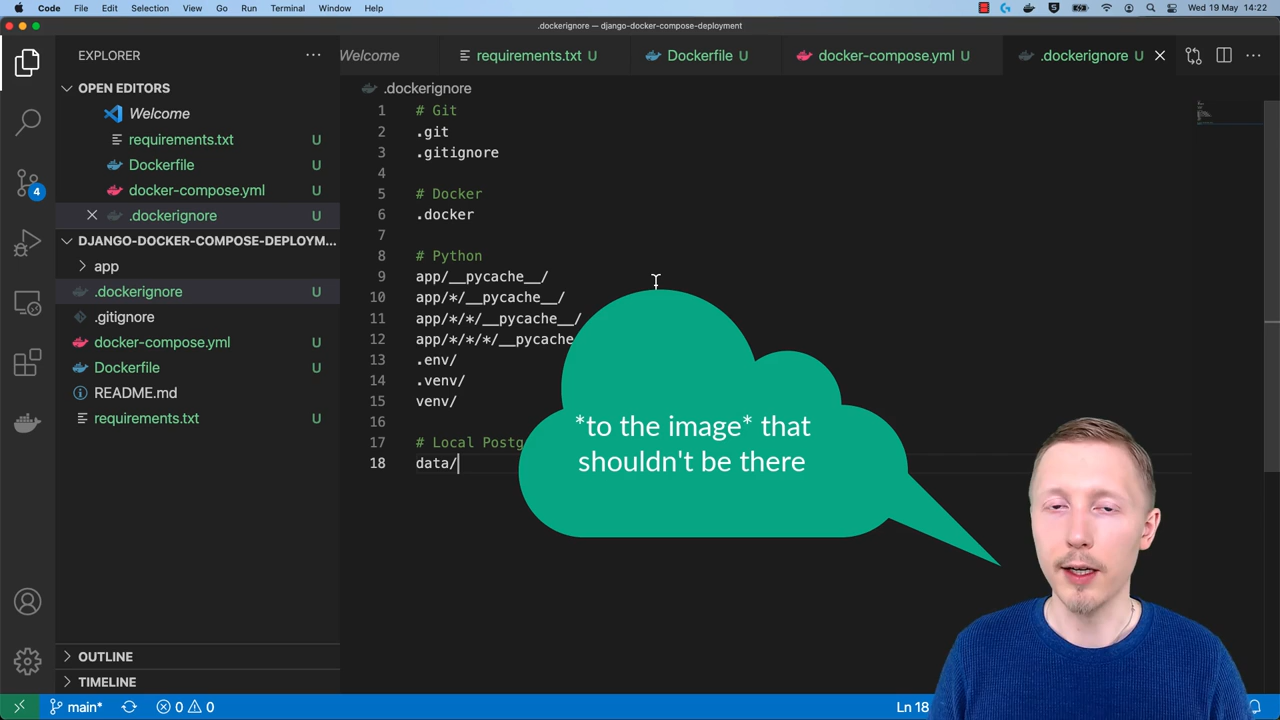 Code File Edit Selection View Go Run Terminal Window Help Wed 19 May 14:22
.dockerignore — django-docker-compose-deployment
EXPLORER
OPEN EDITORS
Welcome
requirements.txt U
Dockerfile U
docker-compose.yml U
.dockerignore U
DJANGO-DOCKER-COMPOSE-DEPLOYM...
app
.dockerignore U
.gitignore
docker-compose.yml U
Dockerfile U
README.md
requirements.txt U
OUTLINE
TIMELINE
4
Welcome requirements.txt U Dockerfile U docker-compose.yml U .dockerignore U
.dockerignore
1 # Git
2 .git
3 .gitignore
4
5 # Docker
6 .docker
7
8 # Python
9 app/__pycache__/
10 app/*/__pycache__/
11 app/*/*/__pycache__/
12 app/*/*/*/__pycache
13 .env/
14 .venv/
15 venv/
16
17 # Local Postg
18 data/
*to the image* that
shouldn't be there
main* 0 0 Ln 18